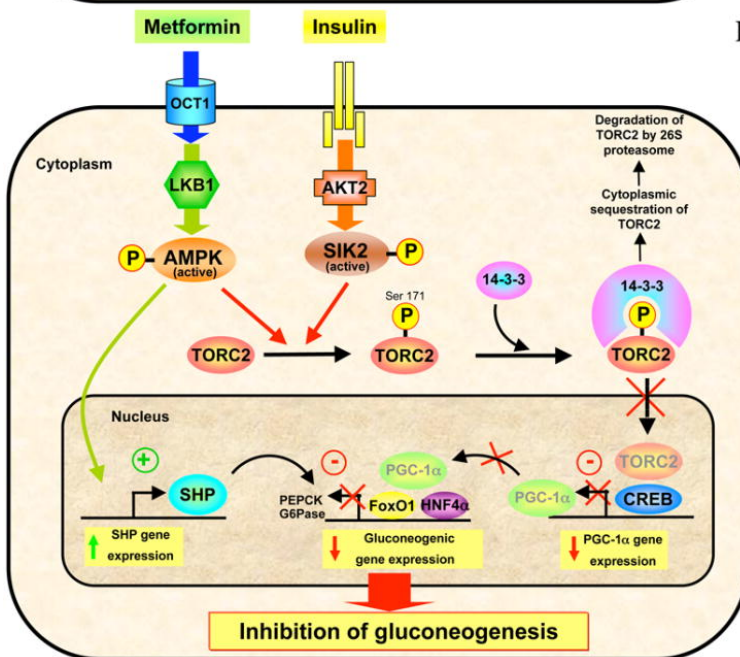 Metformin
Insulin
OCT1
Degradation of
TORC2 by 26S
proteasome
Cytoplasm
LKB1
AKT2
Cytoplasmic
sequestration of
TORC2
P
AMPK
(active)
SIK2
(active)
P
14-3-3
14-3-3
Ser 171
P
P
TORC2
TORC2
TORC2
Nucleus
+
SHP
PEPCK
G6Pase
-
PGC-1α
FoxO1
HNF4α
PGC-1α
-
TORC2
CREB
SHP gene
expression
Gluconeogenic
gene expression
PGC-1α gene
expression
Inhibition of gluconeogenesis